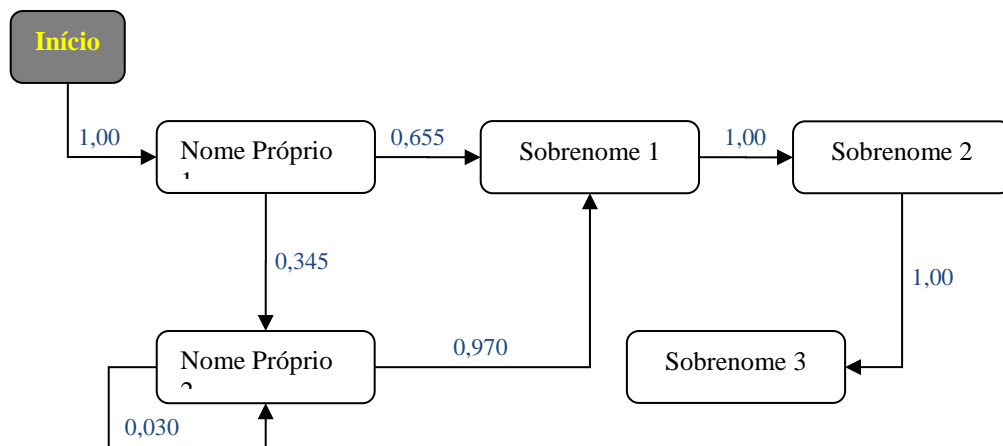 Início
1,00
Nome Próprio
0,655
Sobrenome 1
1,00
Sobrenome 2
0,345
1,00
Nome Próprio
0,970
Sobrenome 3
0,030